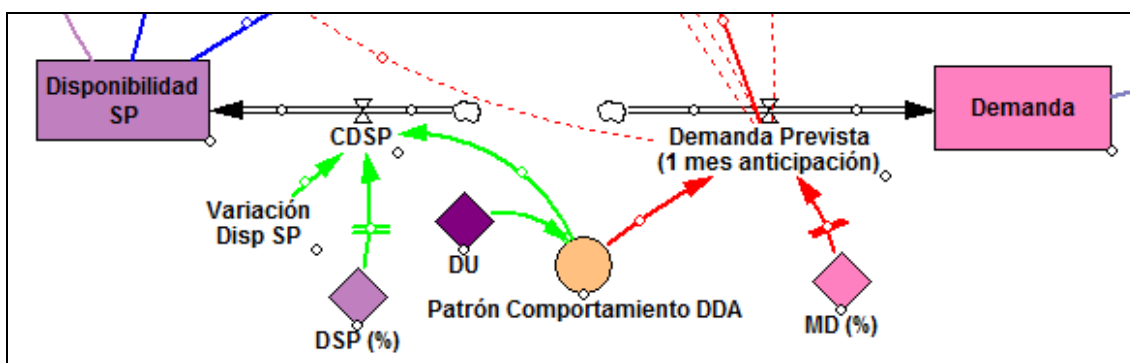 Disponibilidad
SP
CDSP
Variación
Disp SP
DSP (%)
DU
Patrón Comportamiento DDA
Demanda Prevista
(1 mes anticipación)
MD (%)
Demanda